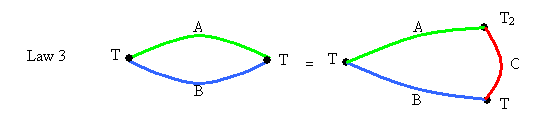 Law 3
T A B T
=
T A B T₂ C T